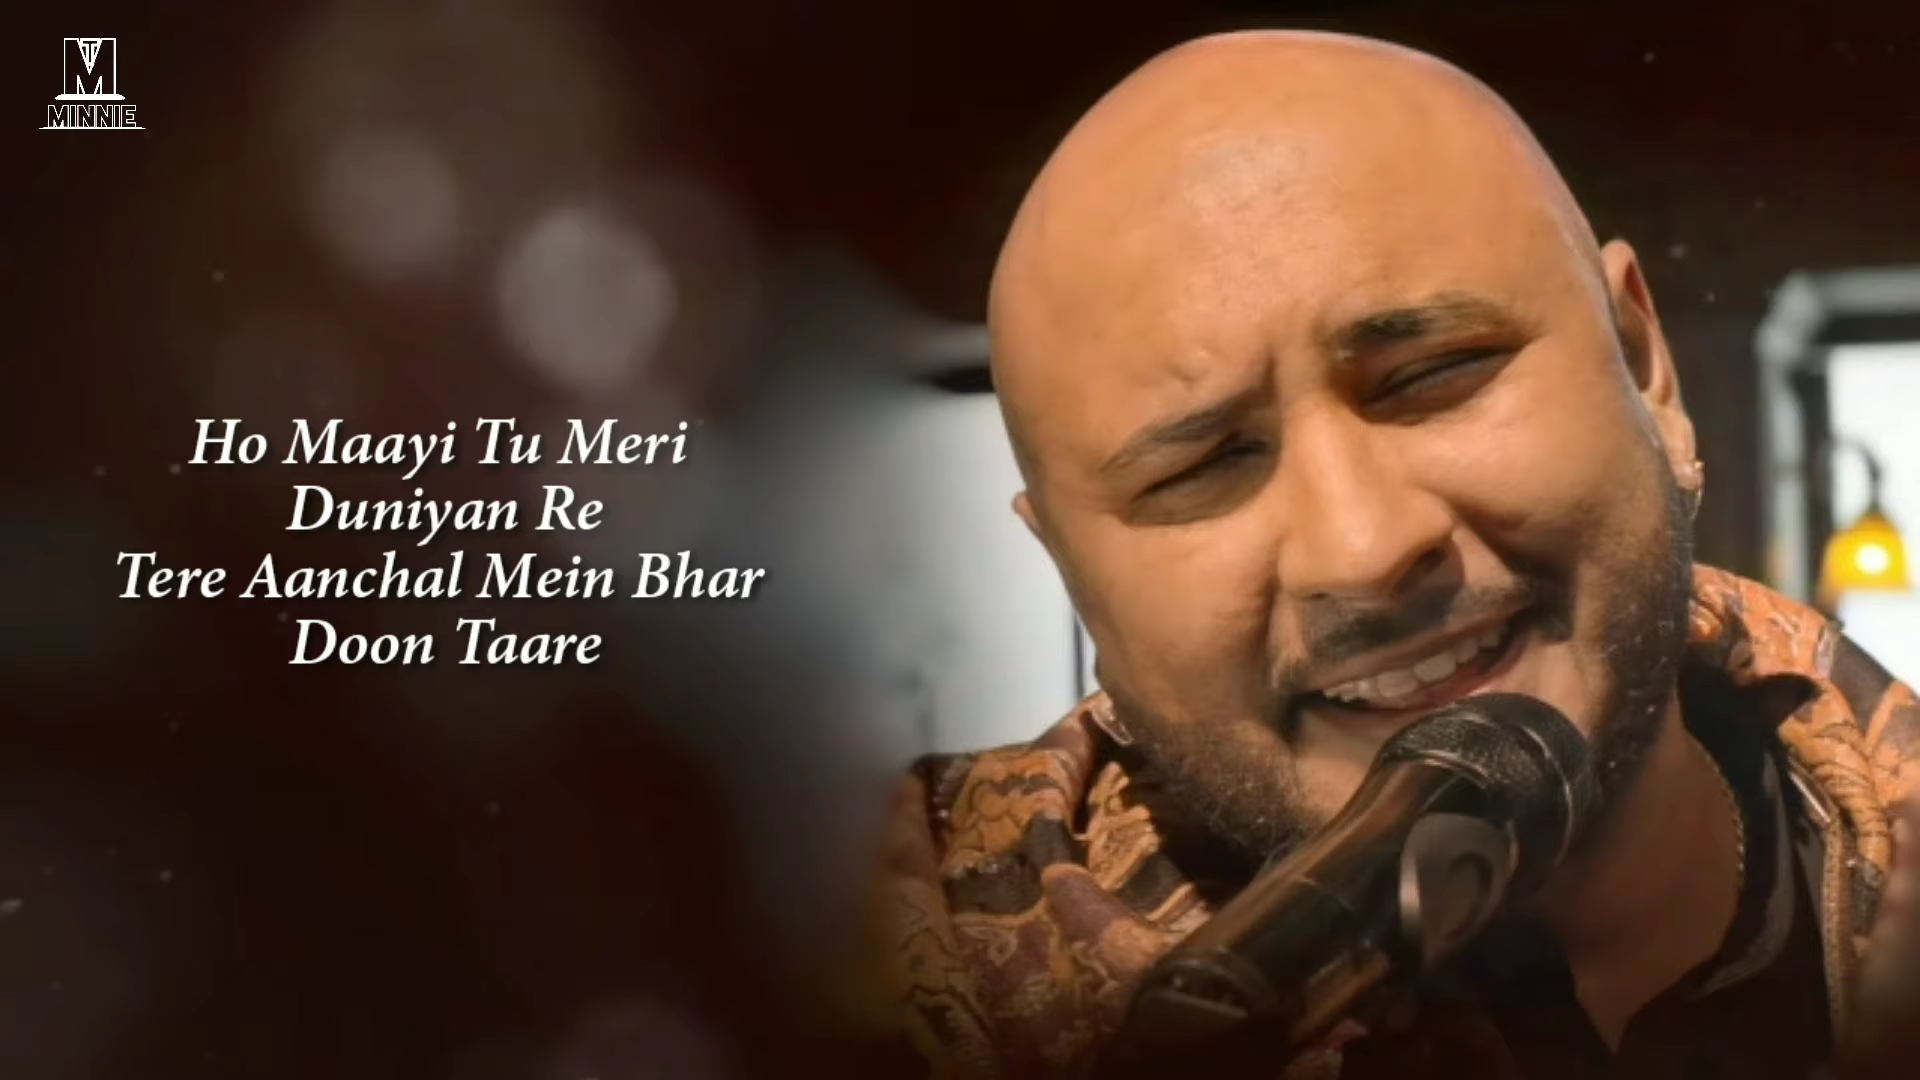 MINNIE
Ho Maayi Tu Meri
Duniyan Re
Tere Aanchal Mein Bhar
Doon Taare